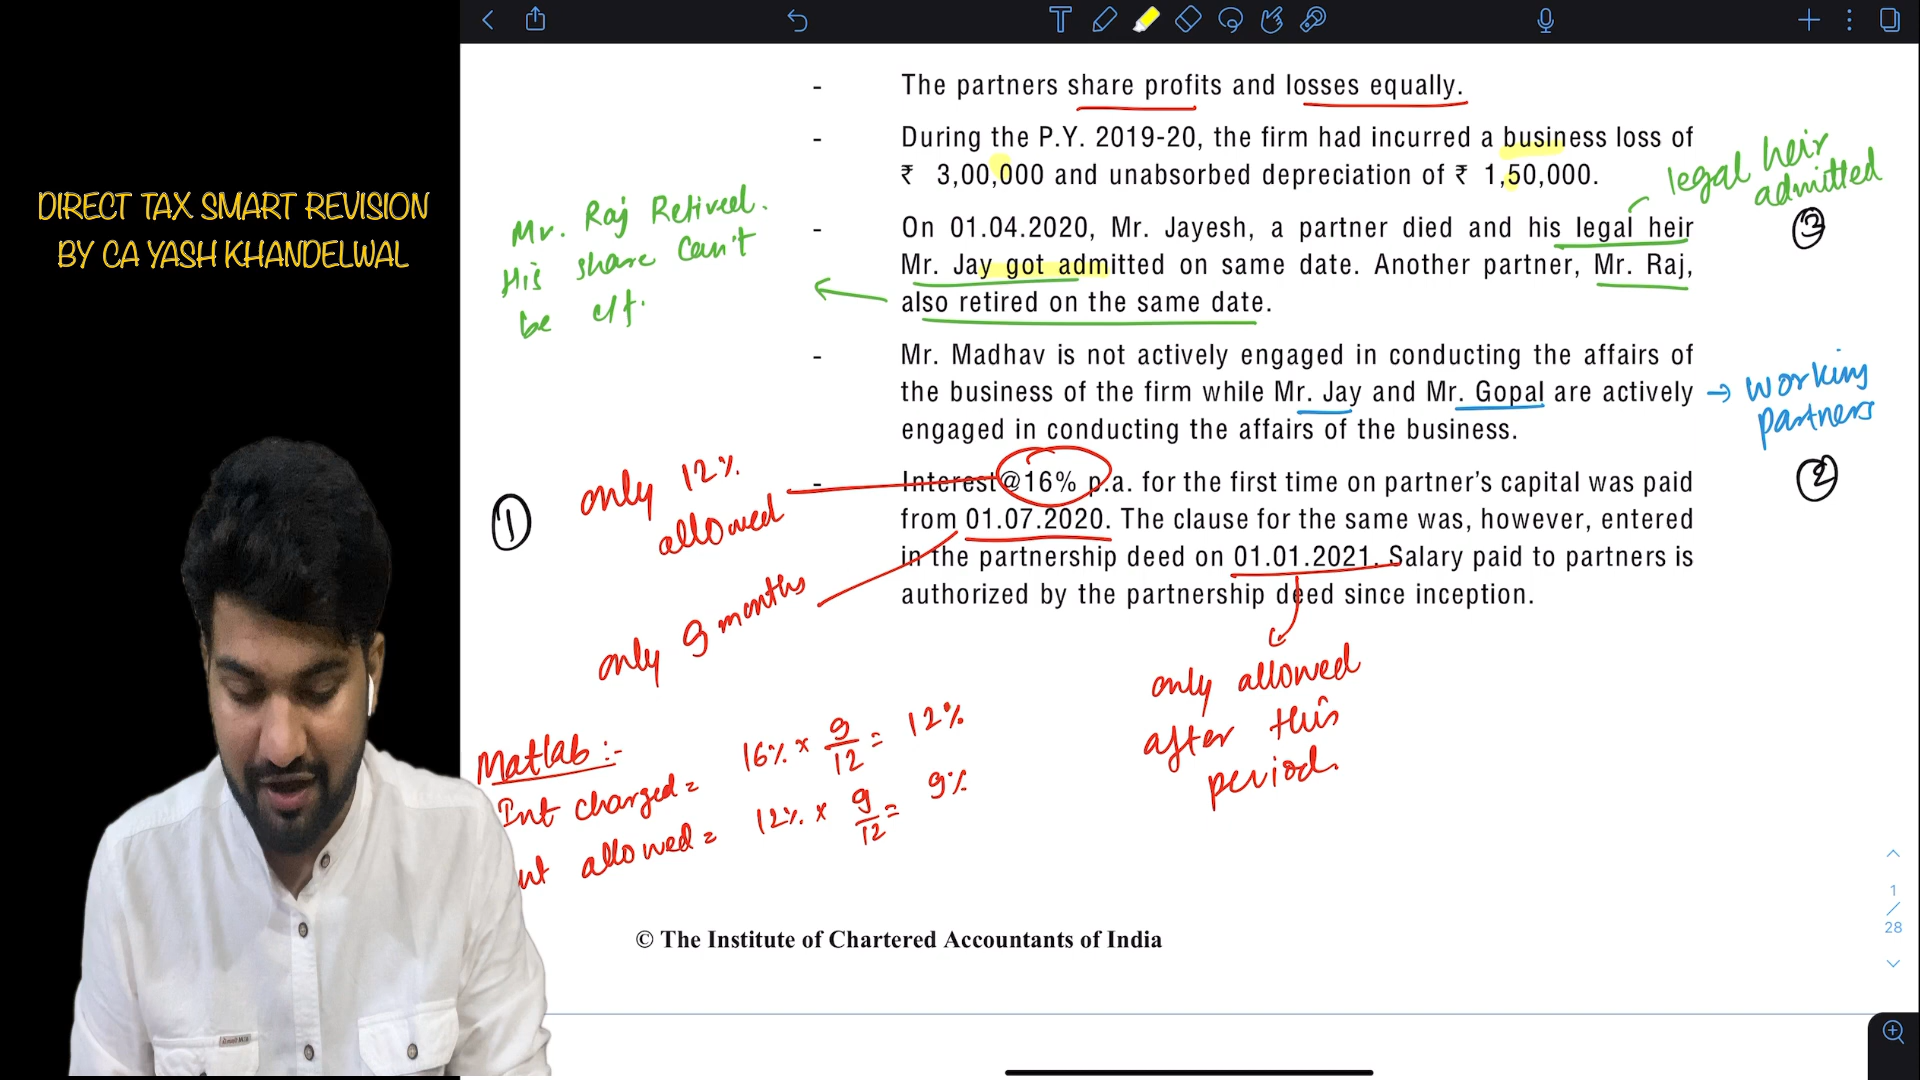 DIRECT TAX SMART REVISION
BY CA YASH KHANDELWAL
- The partners share profits and losses equally.
- During the P.Y. 2019-20, the firm had incurred a business loss of
₹ 3,00,000 and unabsorbed depreciation of ₹ 1,50,000.
legal heir
admitted
③
Mr. Raj Retired.
His share can't
be c/f.
- On 01.04.2020, Mr. Jayesh, a partner died and his legal heir
Mr. Jay got admitted on same date. Another partner, Mr. Raj,
also retired on the same date.
- Mr. Madhav is not actively engaged in conducting the affairs of
the business of the firm while Mr. Jay and Mr. Gopal are actively
engaged in conducting the affairs of the business.
→ working
partners
②
① only 12%
allowed
- Interest @16% p.a. for the first time on partner's capital was paid
from 01.07.2020. The clause for the same was, however, entered
in the partnership deed on 01.01.2021. Salary paid to partners is
authorized by the partnership deed since inception.
only 9 months
only allowed
after this
period.
Matlab :-
Int charged = 16% × 9/12 = 12%
Int allowed = 12% × 9/12 = 9%
© The Institute of Chartered Accountants of India
1
/
28